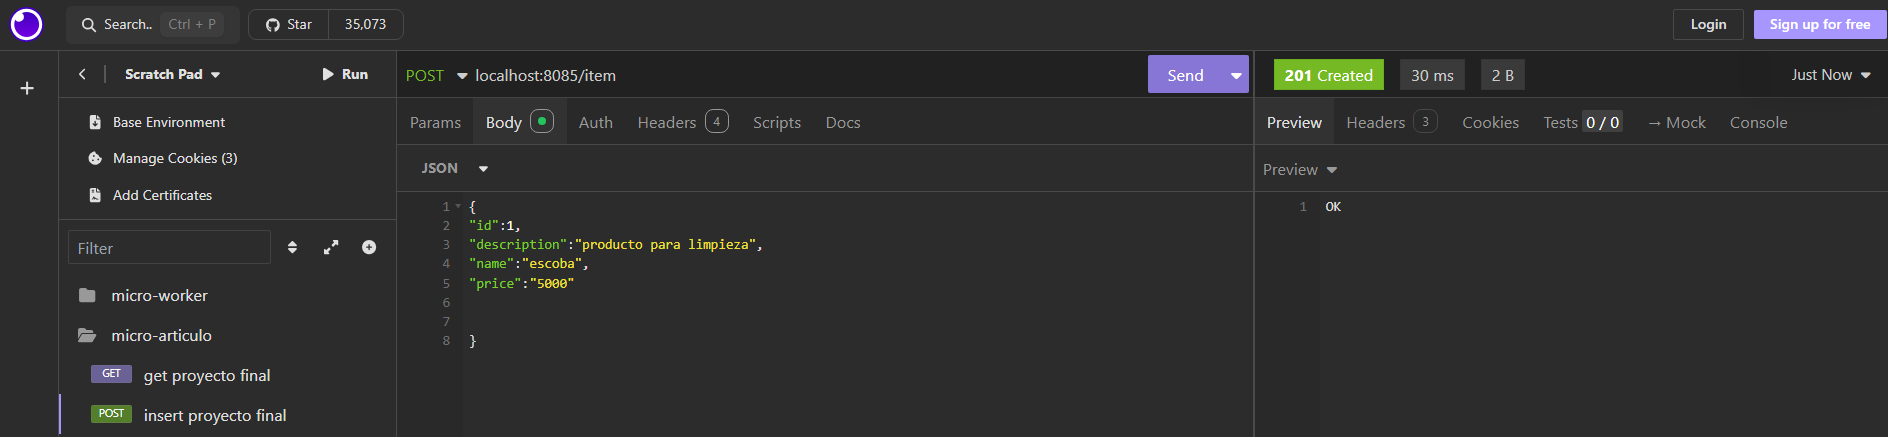 Search.. Ctrl + P Star 35,073 Login Sign up for free
Scratch Pad Run
Base Environment
Manage Cookies (3)
Add Certificates
Filter
micro-worker
micro-articulo
GET get proyecto final
POST insert proyecto final
POST localhost:8085/item Send
Params Body Auth Headers 4 Scripts Docs
JSON
1 {
2 "id":1,
3 "description":"producto para limpieza",
4 "name":"escoba",
5 "price":"5000"
6
7
8 }
201 Created 30 ms 2 B Just Now
Preview Headers 3 Cookies Tests 0 / 0 → Mock Console
Preview
1 OK